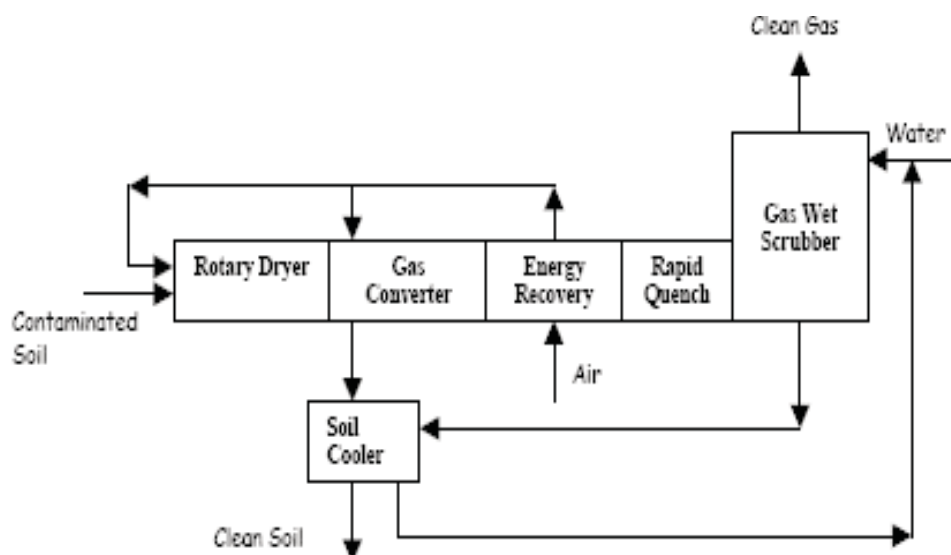 Clean Gas
Water
Gas Wet
Scrubber
Rotary Dryer
Gas
Converter
Energy
Recovery
Rapid
Quench
Contaminated
Soil
Air
Soil
Cooler
Clean Soil